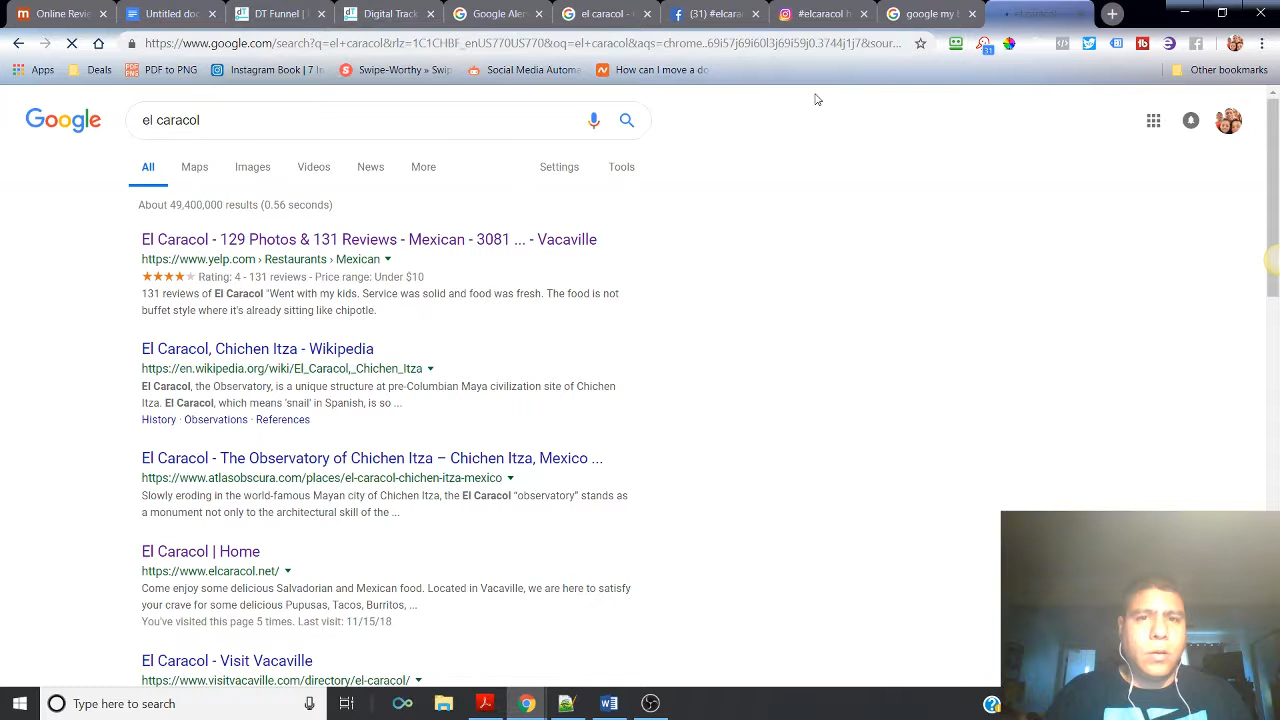 Online Revie
Untitled doc
DT Funnel |
Digital Track
Google Aler
el caracol -
(31) #elcara
#elcaracol h
google my b
https://www.google.com/search?q=el+caracol&rlz=1C1CHBF_enUS770US770&oq=el+caracol&aqs=chrome..69i57j69i60l3j69i59j0.3744j1j7&sour...
31
Apps
Deals
PDF to PNG
Instagram Book | 7 In
Swipe-Worthy » Swip
Social Media Autome
How can I move a do
Other bookmarks
Google
el caracol
All Maps Images Videos News More Settings Tools
About 49,400,000 results (0.56 seconds)
El Caracol - 129 Photos & 131 Reviews - Mexican - 3081 ... - Vacaville
https://www.yelp.com › Restaurants › Mexican
Rating: 4 - 131 reviews - Price range: Under $10
131 reviews of El Caracol "Went with my kids. Service was solid and food was fresh. The food is not
buffet style where it's already sitting like chipotle.
El Caracol, Chichen Itza - Wikipedia
https://en.wikipedia.org/wiki/El_Caracol,_Chichen_Itza
El Caracol, the Observatory, is a unique structure at pre-Columbian Maya civilization site of Chichen
Itza. El Caracol, which means 'snail' in Spanish, is so ...
History · Observations · References
El Caracol - The Observatory of Chichen Itza – Chichen Itza, Mexico ...
https://www.atlasobscura.com/places/el-caracol-chichen-itza-mexico
Slowly eroding in the world-famous Mayan city of Chichen Itza, the El Caracol "observatory" stands as
a monument not only to the architectural skill of the ...
El Caracol | Home
https://www.elcaracol.net/
Come enjoy some delicious Salvadorian and Mexican food. Located in Vacaville, we are here to satisfy
your crave for some delicious Pupusas, Tacos, Burritos, ...
You've visited this page 5 times. Last visit: 11/15/18
El Caracol - Visit Vacaville
https://www.visitvacaville.com/directory/el-caracol/
Type here to search